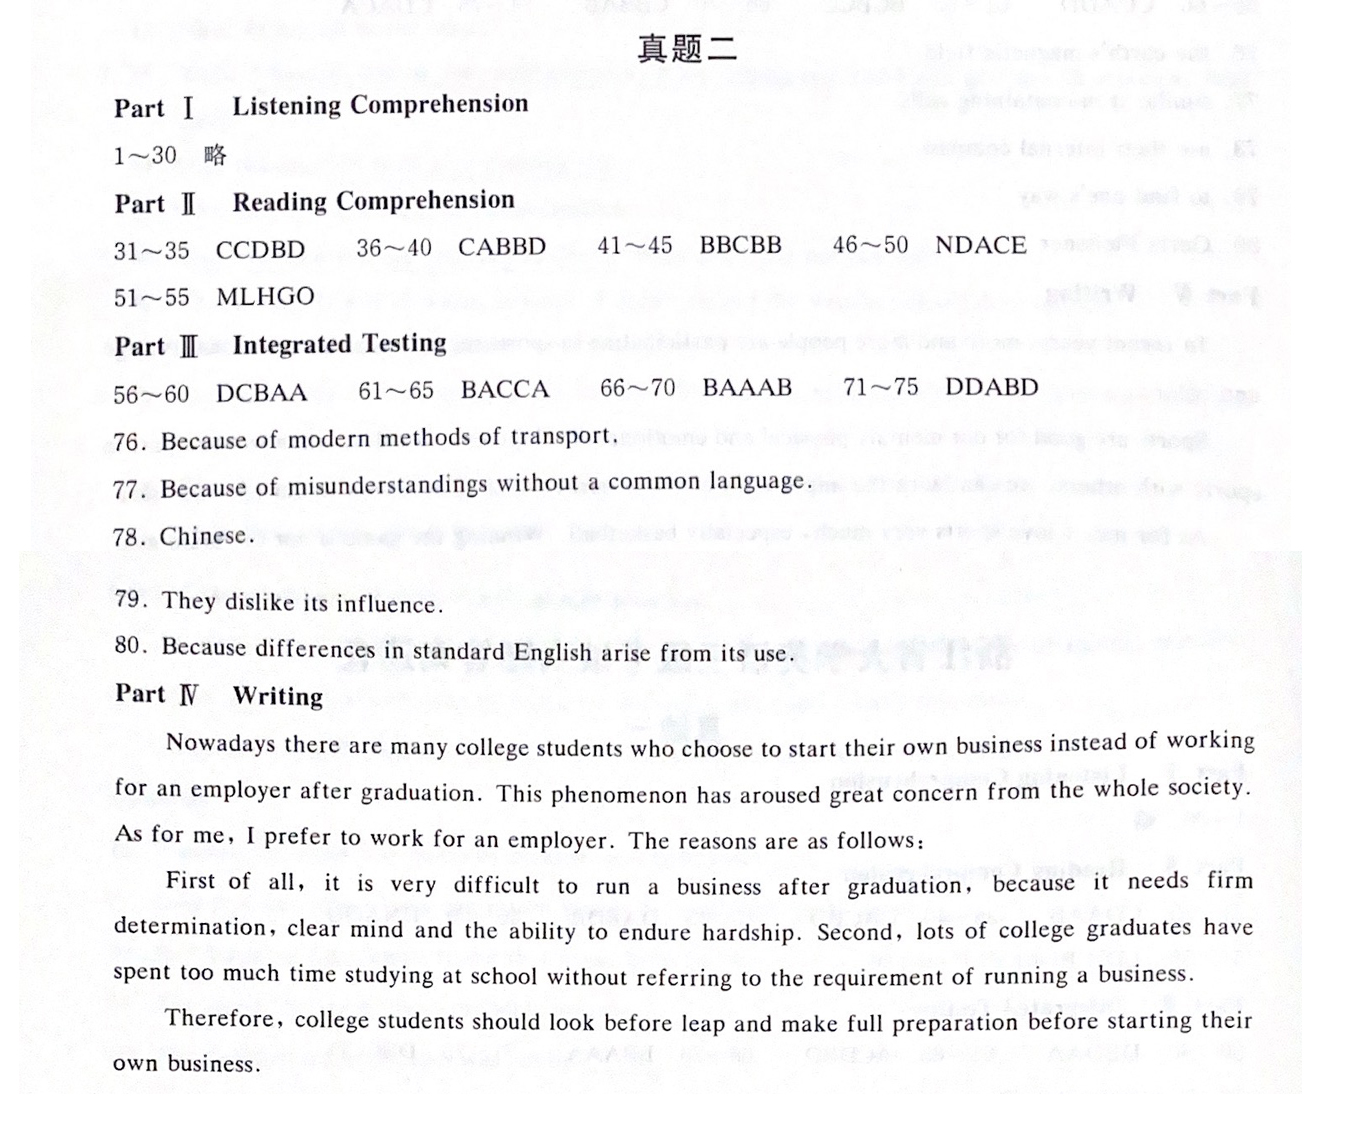 真题二
Part Ⅰ Listening Comprehension
1～30 略
Part Ⅱ Reading Comprehension
31～35 CCDBD 36～40 CABBD 41～45 BBCBB 46～50 NDACE
51～55 MLHGO
Part Ⅲ Integrated Testing
56～60 DCBAA 61～65 BACCA 66～70 BAAAB 71～75 DDABD
76. Because of modern methods of transport.
77. Because of misunderstandings without a common language.
78. Chinese.
79. They dislike its influence.
80. Because differences in standard English arise from its use.
Part Ⅳ Writing
Nowadays there are many college students who choose to start their own business instead of working
for an employer after graduation. This phenomenon has aroused great concern from the whole society.
As for me, I prefer to work for an employer. The reasons are as follows:
First of all, it is very difficult to run a business after graduation, because it needs firm
determination, clear mind and the ability to endure hardship. Second, lots of college graduates have
spent too much time studying at school without referring to the requirement of running a business.
Therefore, college students should look before leap and make full preparation before starting their
own business.